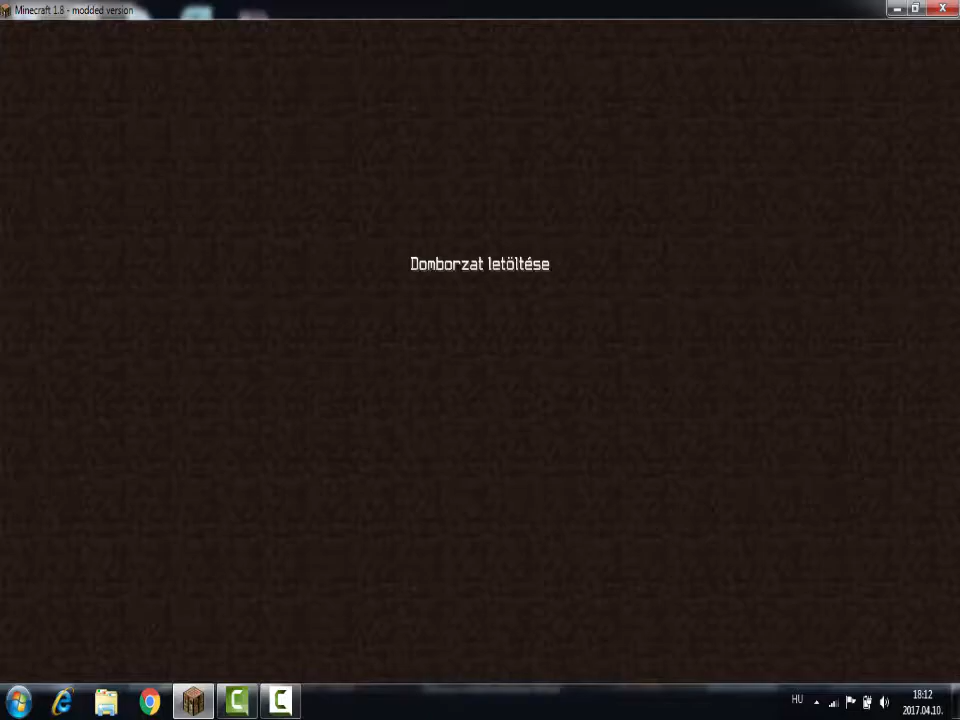 Minecraft 1.8 - modded version
Domborzat letöltése
HU
18:12
2017.04.10.